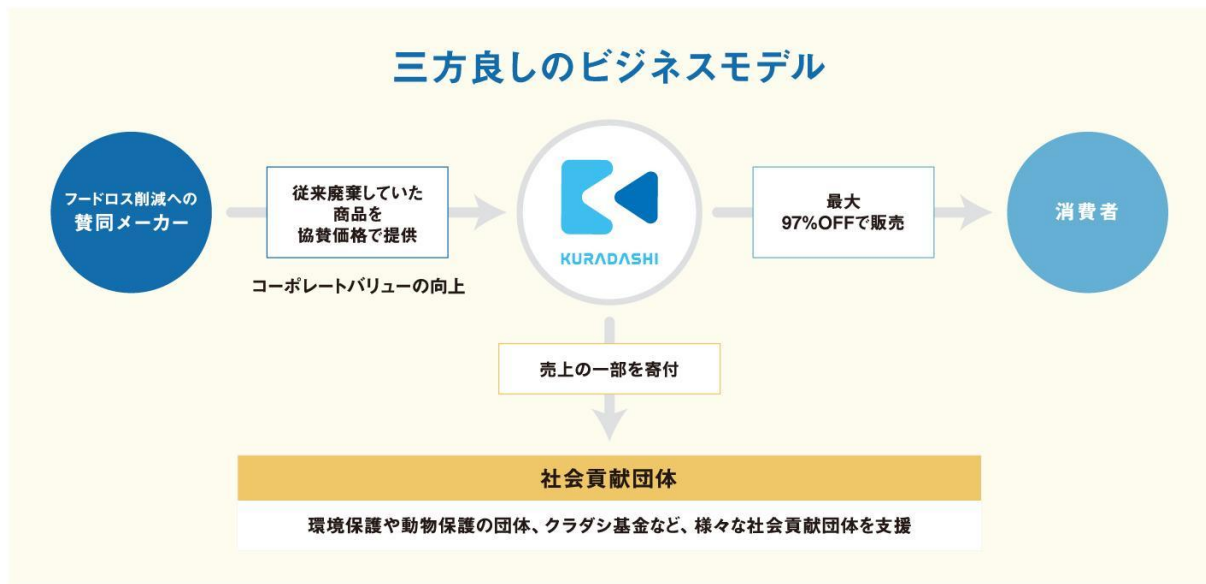 三方良しのビジネスモデル
フードロス削減への
賛同メーカー
従来廃棄していた
商品を
協賛価格で提供
コーポレートバリューの向上
KURADASHI
最大
97%OFFで販売
消費者
売上の一部を寄付
社会貢献団体
環境保護や動物保護の団体、クラダシ基金など、様々な社会貢献団体を支援